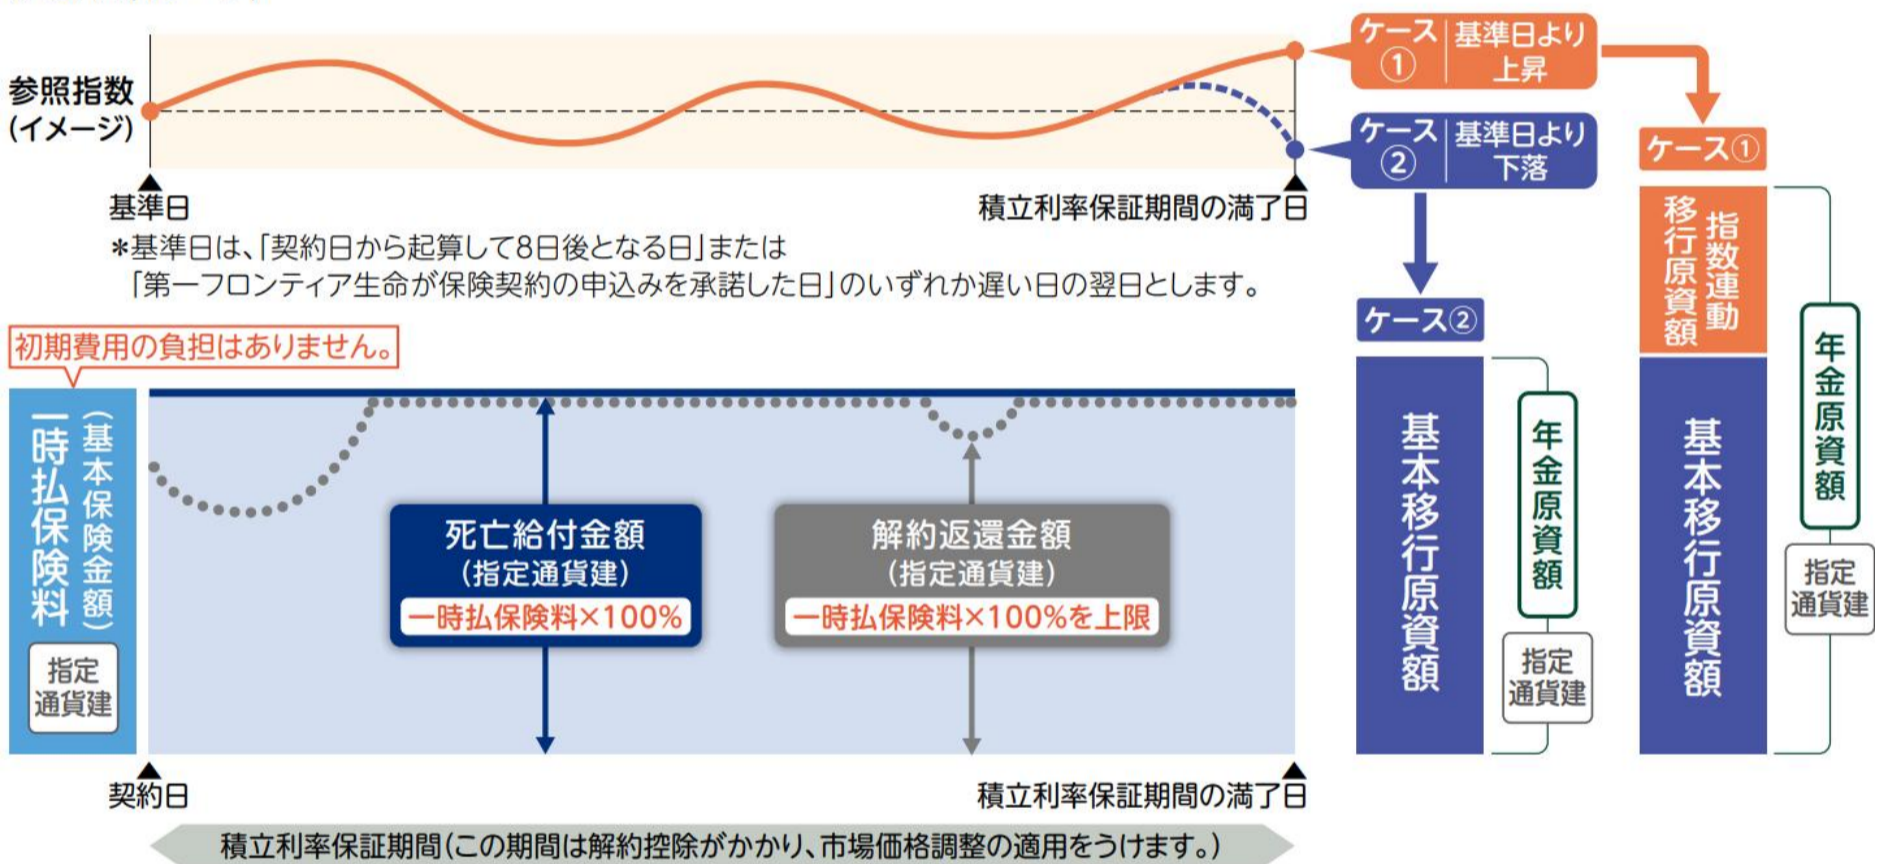 参照指数
(イメージ)
ケース
①
基準日より
上昇
ケース
②
基準日より
下落
基準日
積立利率保証期間の満了日
*基準日は、「契約日から起算して8日後となる日」または
「第一フロンティア生命が保険契約の申込みを承諾した日」のいずれか遅い日の翌日とします。
初期費用の負担はありません。
一時払保険料
(基本保険金額)
指定
通貨建
死亡給付金額
(指定通貨建)
一時払保険料×100%
解約返還金額
(指定通貨建)
一時払保険料×100%を上限
契約日
積立利率保証期間の満了日
積立利率保証期間(この期間は解約控除がかかり、市場価格調整の適用をうけます。)
ケース②
基本移行原資額
年金原資額
指定
通貨建
ケース①
指数連動
移行原資額
基本移行原資額
年金原資額
指定
通貨建